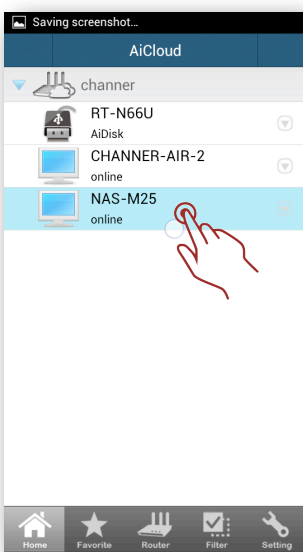 Saving screenshot…
AiCloud
channer
RT-N66U
AiDisk
CHANNER-AIR-2
online
NAS-M25
online
Home Favorite Router Filter Setting